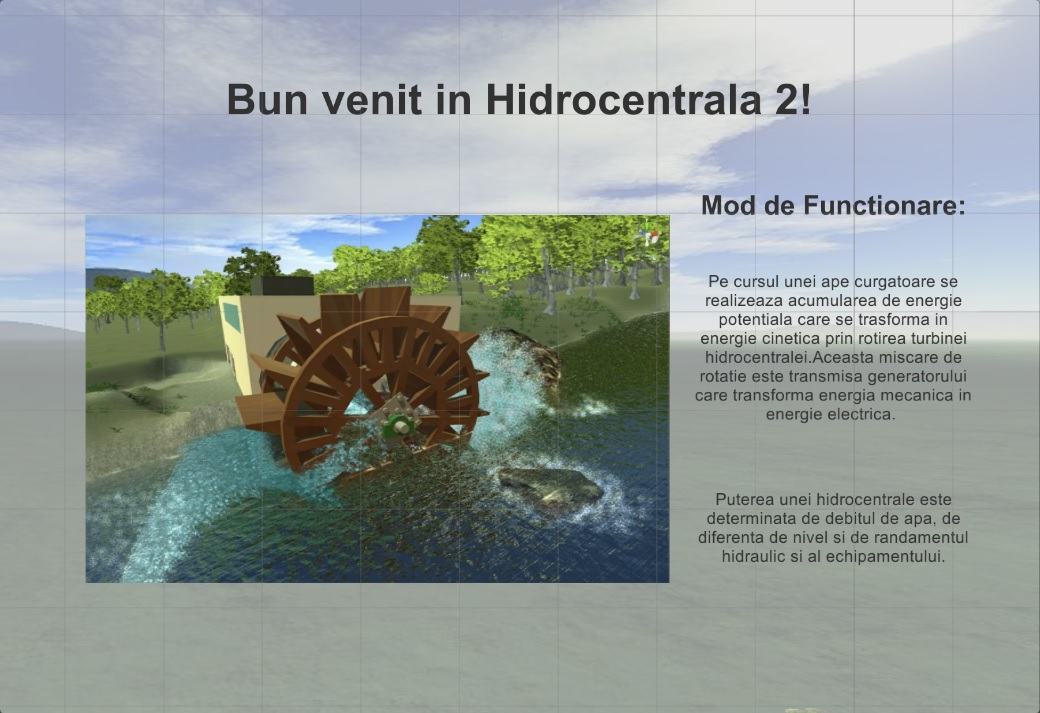 Bun venit in Hidrocentrala 2!
Mod de Functionare:
Pe cursul unei ape curgatoare se
realizeaza acumularea de energie
potentiala care se trasforma in
energie cinetica prin rotirea turbinei
hidrocentralei.Aceasta miscare de
rotatie este transmisa generatorului
care transforma energia mecanica in
energie electrica.
Puterea unei hidrocentrale este
determinata de debitul de apa, de
diferenta de nivel si de randamentul
hidraulic si al echipamentului.